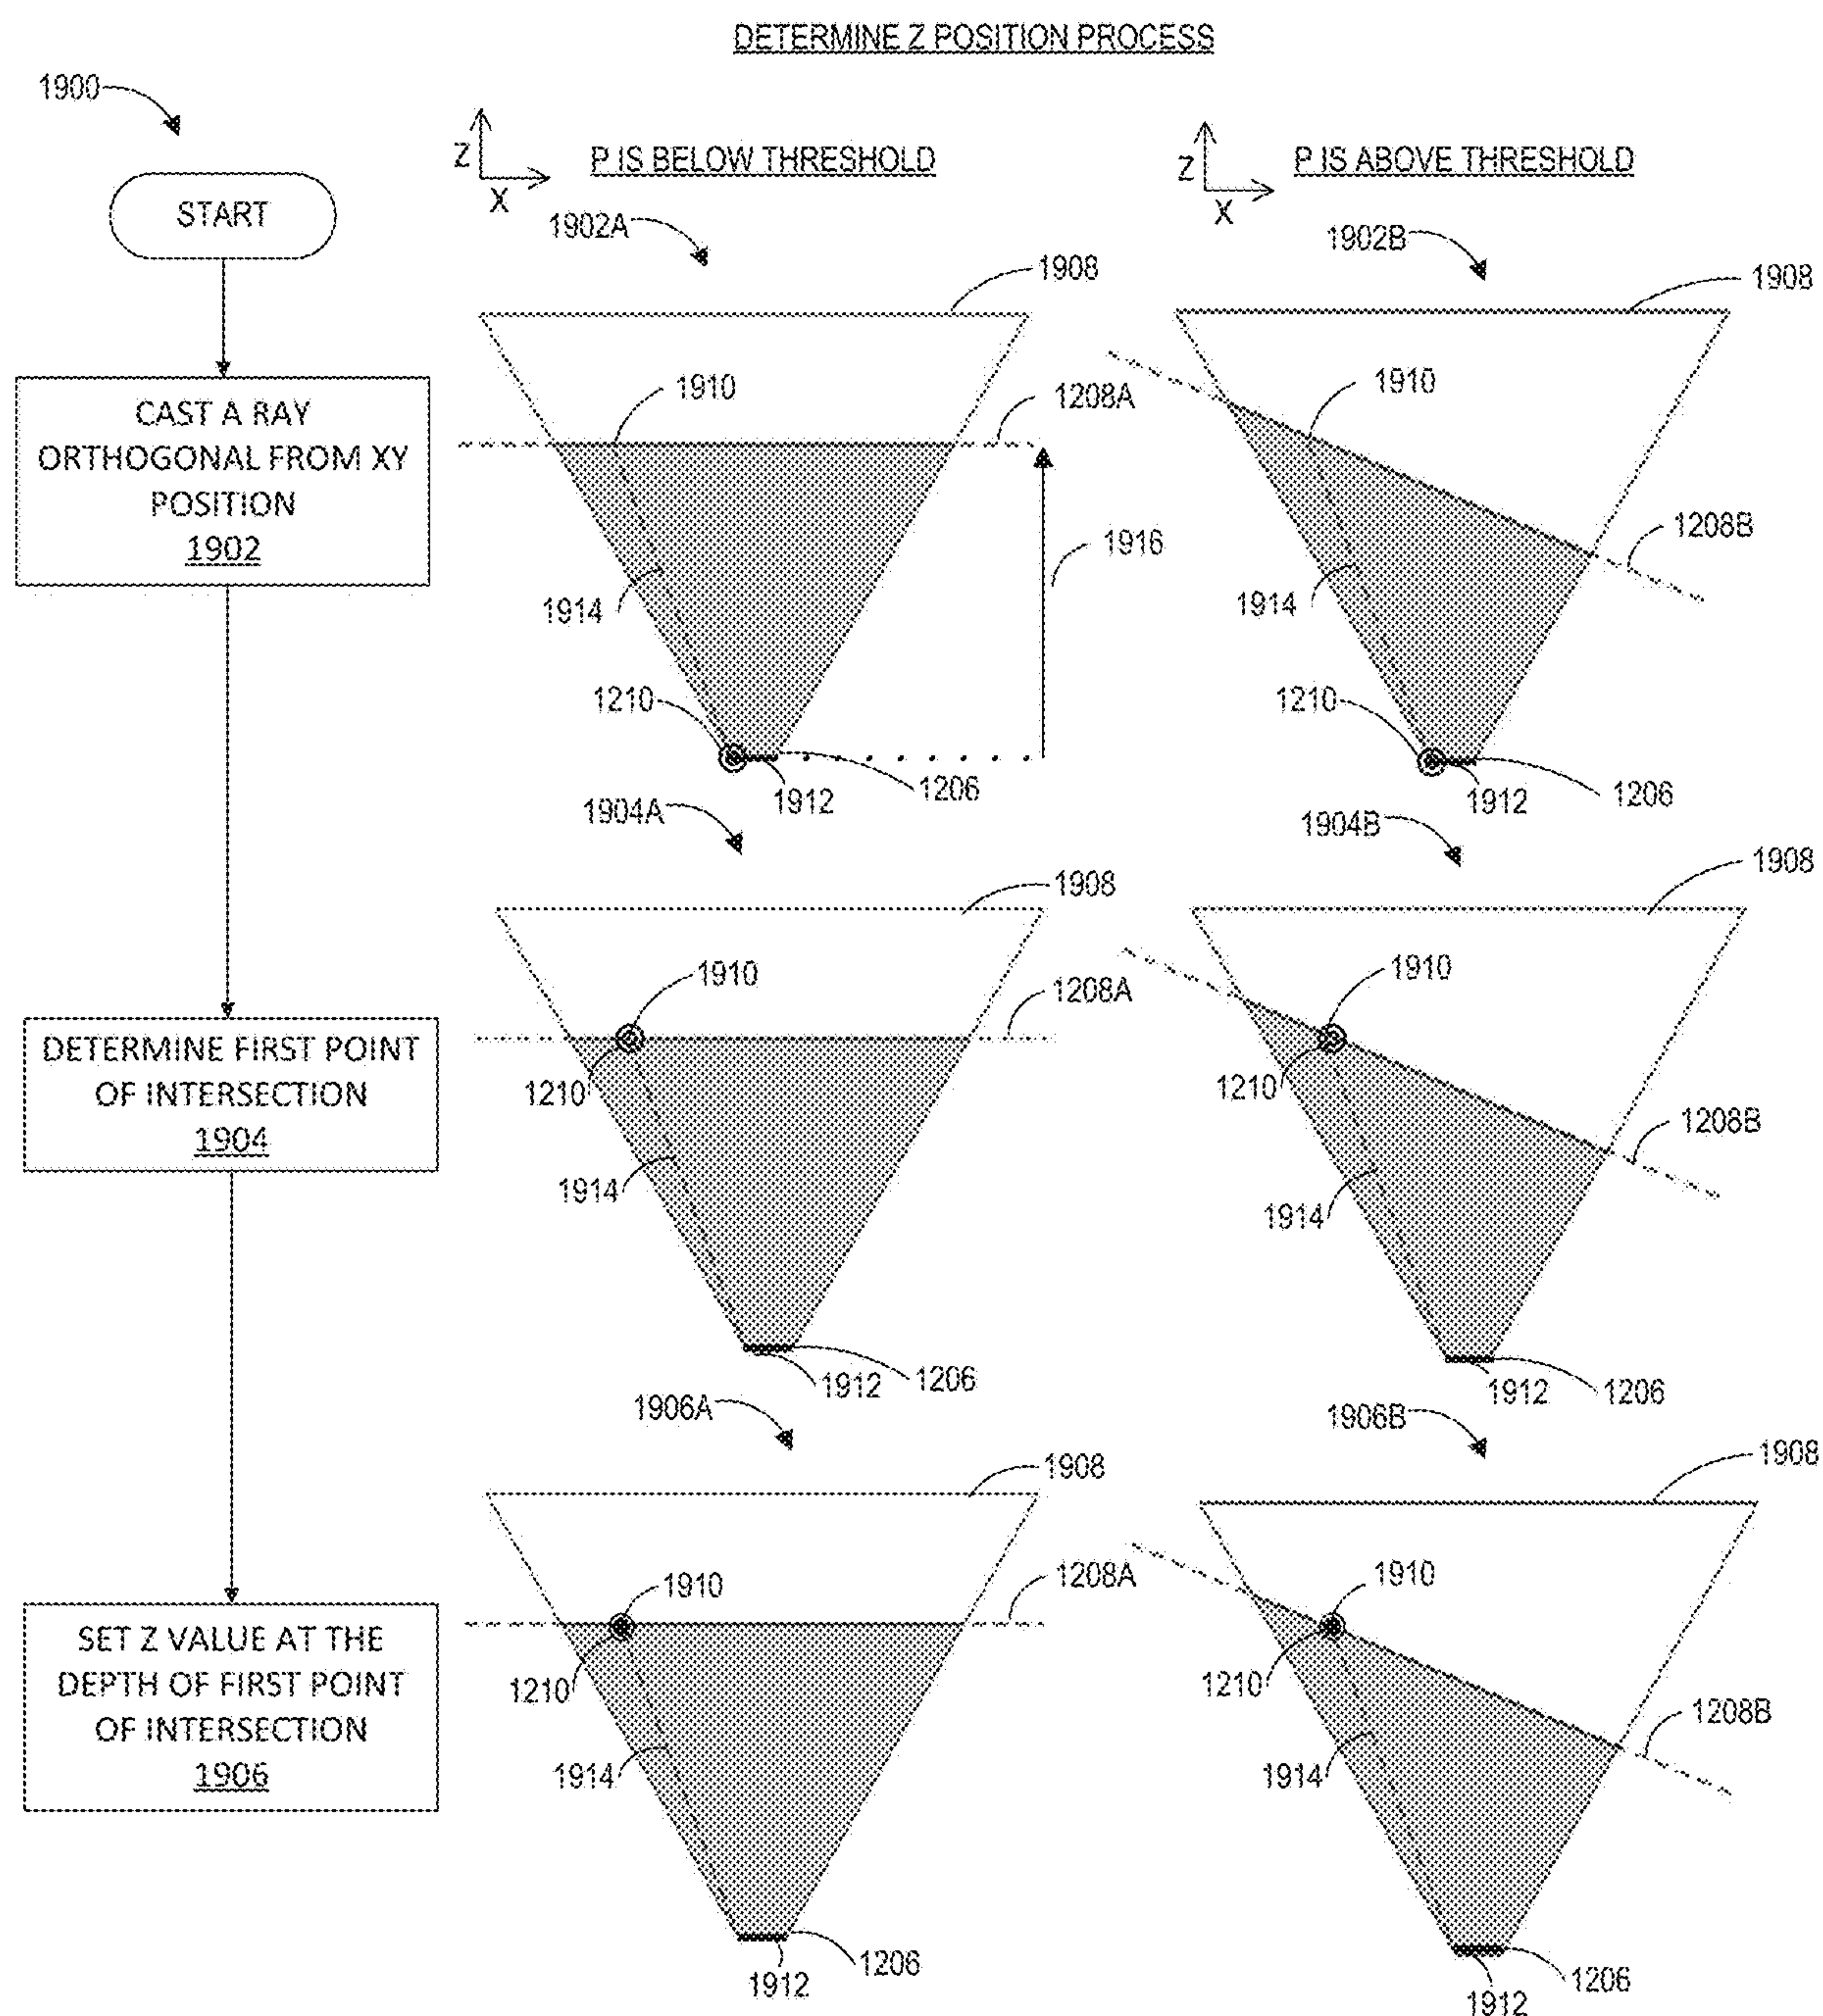 DETERMINE Z POSITION PROCESS
1900
START
CAST A RAY
ORTHOGONAL FROM XY
POSITION
1902
DETERMINE FIRST POINT
OF INTERSECTION
1904
SET Z VALUE AT THE
DEPTH OF FIRST POINT
OF INTERSECTION
1906
Z
X
P IS BELOW THRESHOLD
1902A
1908
1910
1208A
1916
1914
1210
1206
1912
1904A
1908
1910
1208A
1210
1914
1912
1206
1906A
1908
1910
1208A
1210
1914
1206
1912
Z
X
P IS ABOVE THRESHOLD
1902B
1908
1910
1208B
1914
1210
1206
1912
1904B
1908
1910
1210
1208B
1914
1912
1206
1906B
1908
1910
1210
1208B
1914
1206
1912